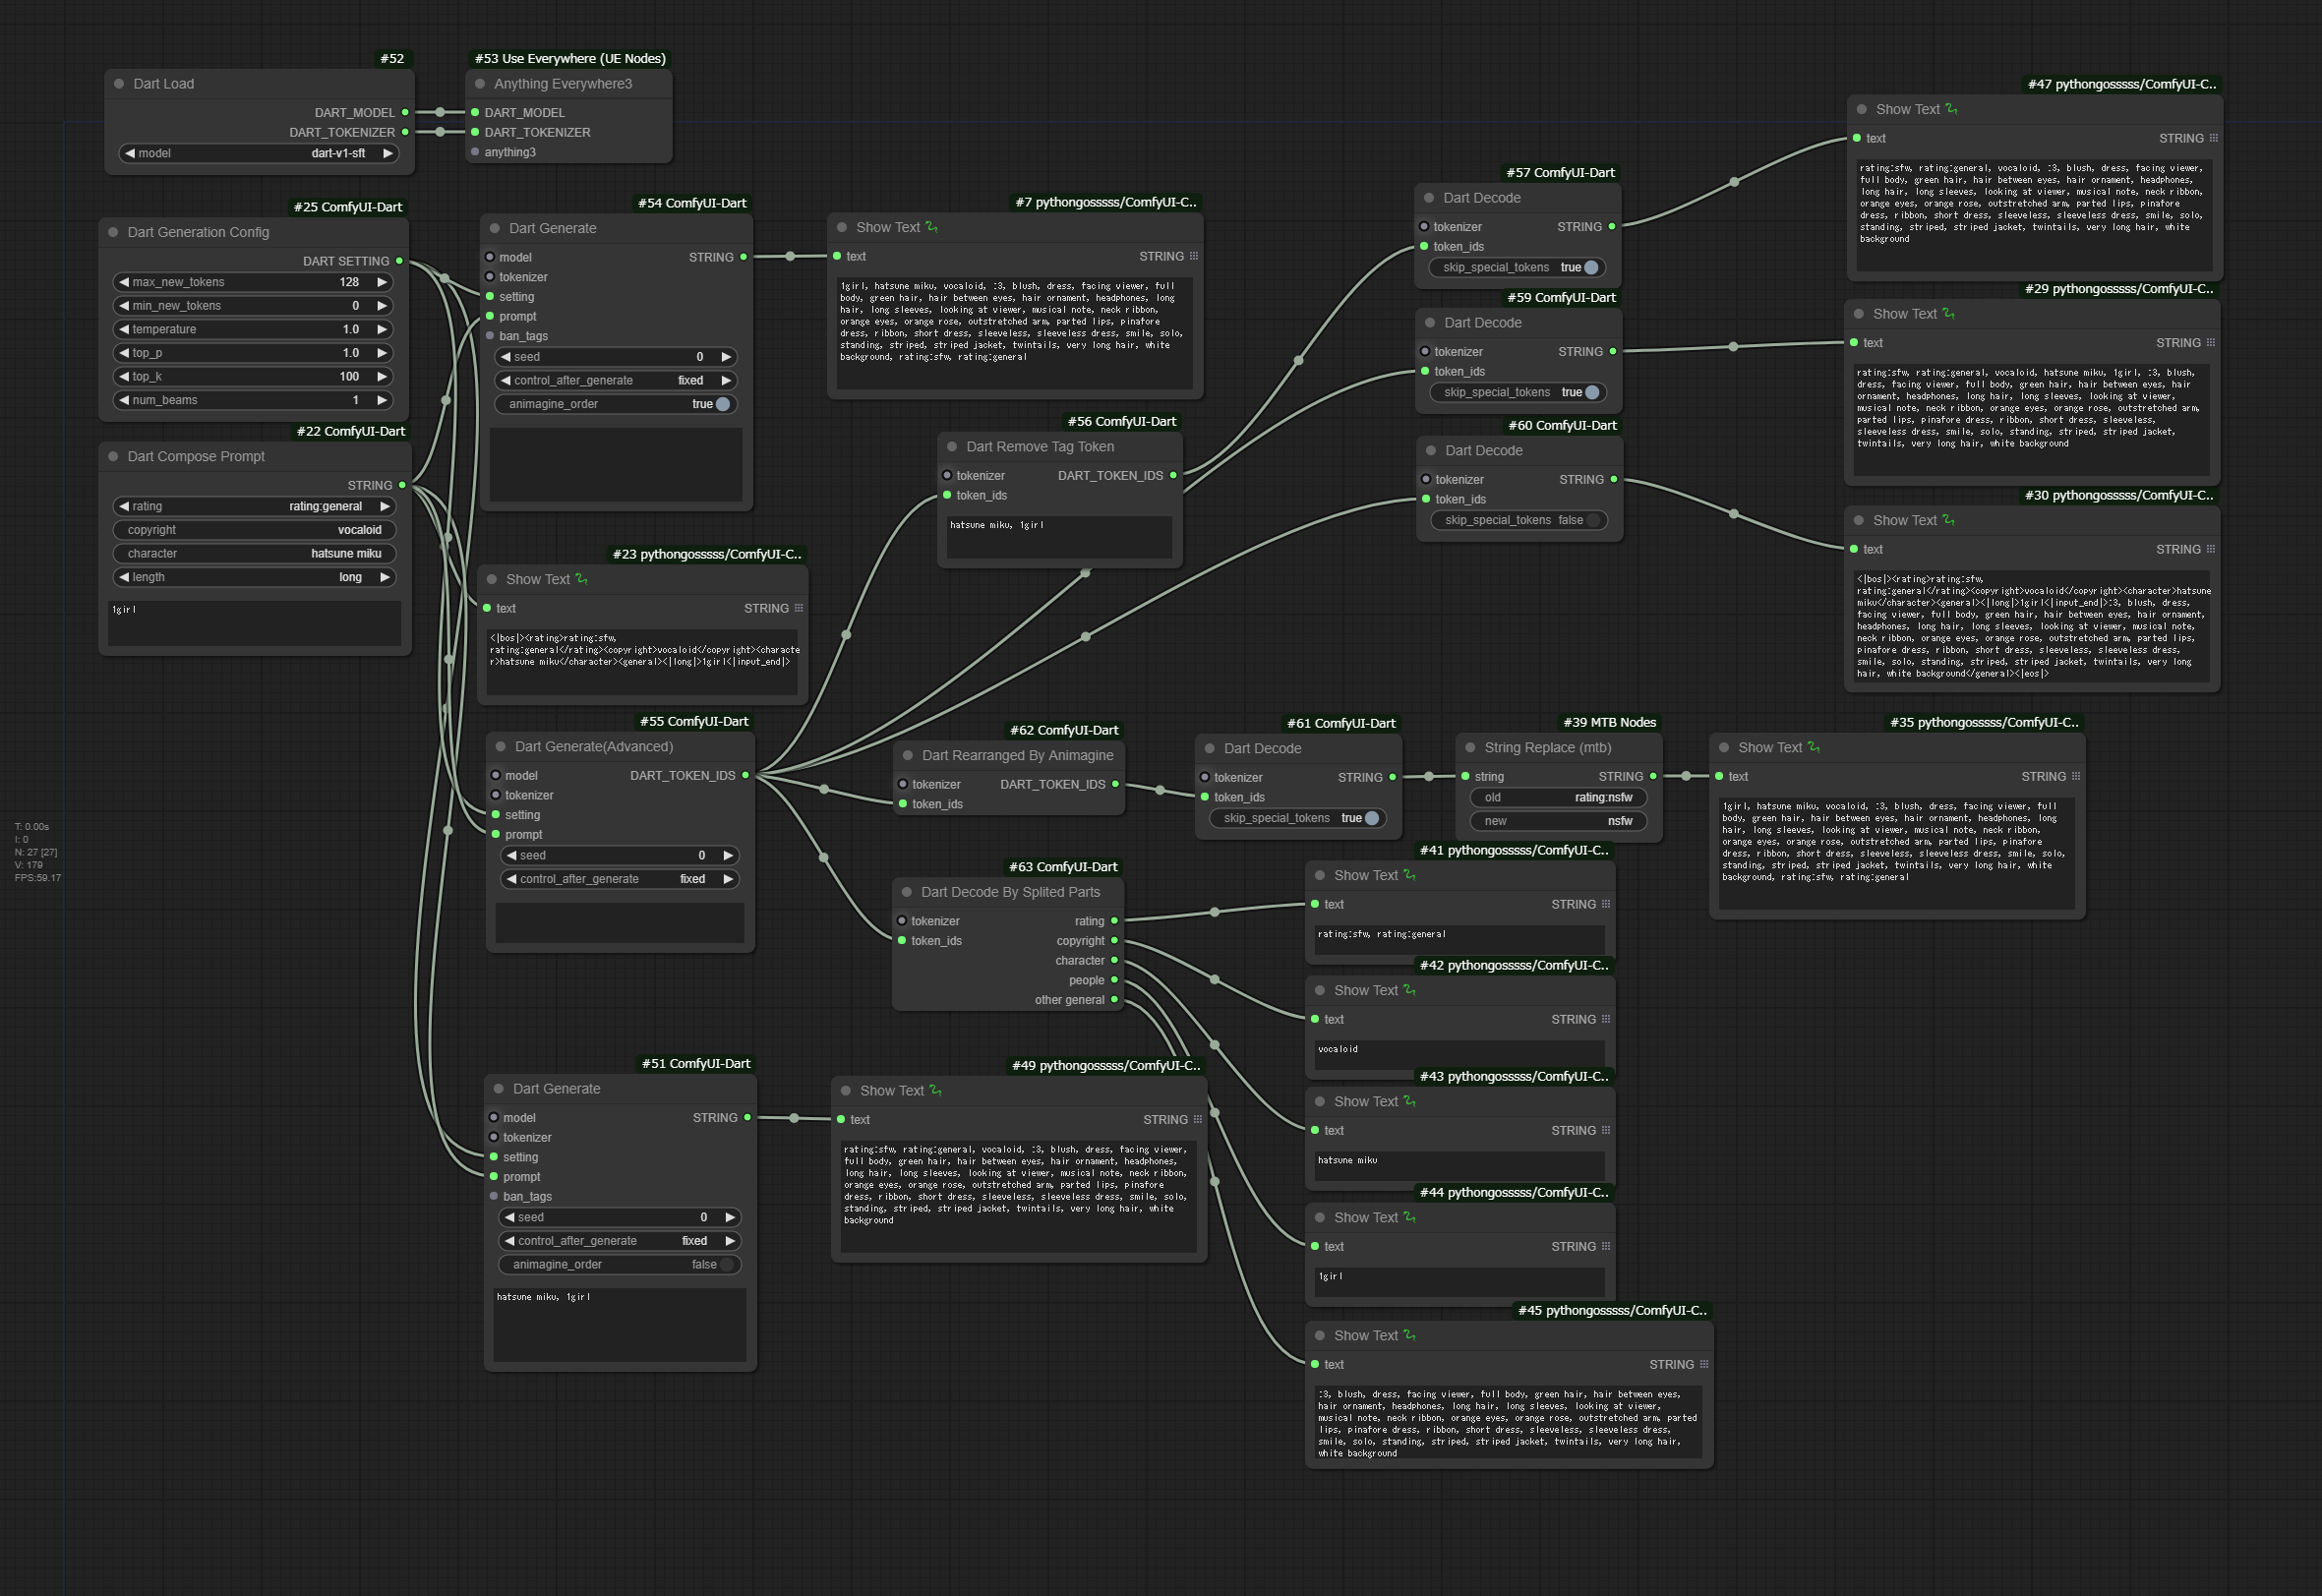 #52
Dart Load
DART_MODEL
DART_TOKENIZER
model dart-v1-sft
#53 Use Everywhere (UE Nodes)
Anything Everywhere3
DART_MODEL
DART_TOKENIZER
anything3
#25 ComfyUI-Dart
Dart Generation Config
DART SETTING
max_new_tokens 128
min_new_tokens 0
temperature 1.0
top_p 1.0
top_k 100
num_beams 1
#22 ComfyUI-Dart
Dart Compose Prompt
STRING
rating rating:general
copyright vocaloid
character hatsune miku
length long
1girl
#54 ComfyUI-Dart
Dart Generate
model STRING
tokenizer
setting
prompt
ban_tags
seed 0
control_after_generate fixed
animagine_order true
#7 pythongosssss/ComfyUI-C..
Show Text
text STRING
1girl, hatsune miku, vocaloid, :3, blush, dress, facing viewer, full
body, green hair, hair between eyes, hair ornament, headphones, long
hair, long sleeves, looking at viewer, musical note, neck ribbon,
orange eyes, orange rose, outstretched arm, parted lips, pinafore
dress, ribbon, short dress, sleeveless, sleeveless dress, smile, solo,
standing, striped, striped jacket, twintails, very long hair, white
background, rating:sfw, rating:general
#23 pythongosssss/ComfyUI-C..
Show Text
text STRING
<|bos|><rating>rating:sfw,
rating:general</rating><copyright>vocaloid</copyright><characte
r>hatsune miku</character><general><|long|>1girl<|input_end|>
#56 ComfyUI-Dart
Dart Remove Tag Token
tokenizer DART_TOKEN_IDS
token_ids
hatsune miku, 1girl
#57 ComfyUI-Dart
Dart Decode
tokenizer STRING
token_ids
skip_special_tokens true
#59 ComfyUI-Dart
Dart Decode
tokenizer STRING
token_ids
skip_special_tokens true
#60 ComfyUI-Dart
Dart Decode
tokenizer STRING
token_ids
skip_special_tokens false
#47 pythongosssss/ComfyUI-C..
Show Text
text STRING
rating:sfw, rating:general, vocaloid, :3, blush, dress, facing viewer,
full body, green hair, hair between eyes, hair ornament, headphones,
long hair, long sleeves, looking at viewer, musical note, neck ribbon,
orange eyes, orange rose, outstretched arm, parted lips, pinafore
dress, ribbon, short dress, sleeveless, sleeveless dress, smile, solo,
standing, striped, striped jacket, twintails, very long hair, white
background
#29 pythongosssss/ComfyUI-C..
Show Text
text STRING
rating:sfw, rating:general, vocaloid, hatsune miku, 1girl, :3, blush,
dress, facing viewer, full body, green hair, hair between eyes, hair
ornament, headphones, long hair, long sleeves, looking at viewer,
musical note, neck ribbon, orange eyes, orange rose, outstretched arm,
parted lips, pinafore dress, ribbon, short dress, sleeveless,
sleeveless dress, smile, solo, standing, striped, striped jacket,
twintails, very long hair, white background
#30 pythongosssss/ComfyUI-C..
Show Text
text STRING
<|bos|><rating>rating:sfw,
rating:general</rating><copyright>vocaloid</copyright><character>hatsune
miku</character><general><|long|>1girl<|input_end|>:3, blush, dress,
facing viewer, full body, green hair, hair between eyes, hair ornament,
headphones, long hair, long sleeves, looking at viewer, musical note,
neck ribbon, orange eyes, orange rose, outstretched arm, parted lips,
pinafore dress, ribbon, short dress, sleeveless, sleeveless dress,
smile, solo, standing, striped, striped jacket, twintails, very long
hair, white background</general><|eos|>
#55 ComfyUI-Dart
Dart Generate(Advanced)
model DART_TOKEN_IDS
tokenizer
setting
prompt
seed 0
control_after_generate fixed
#62 ComfyUI-Dart
Dart Rearranged By Animagine
tokenizer DART_TOKEN_IDS
token_ids
#61 ComfyUI-Dart
Dart Decode
tokenizer STRING
token_ids
skip_special_tokens true
#39 MTB Nodes
String Replace (mtb)
string STRING
old rating:nsfw
new nsfw
#35 pythongosssss/ComfyUI-C..
Show Text
text STRING
1girl, hatsune miku, vocaloid, :3, blush, dress, facing viewer, full
body, green hair, hair between eyes, hair ornament, headphones, long
hair, long sleeves, looking at viewer, musical note, neck ribbon,
orange eyes, orange rose, outstretched arm, parted lips, pinafore
dress, ribbon, short dress, sleeveless, sleeveless dress, smile, solo,
standing, striped, striped jacket, twintails, very long hair, white
background, rating:sfw, rating:general
T: 0.00s
I: 0
N: 27 [27]
V: 179
FPS:59.17
#63 ComfyUI-Dart
Dart Decode By Splited Parts
tokenizer rating
token_ids copyright
character
people
other general
#41 pythongosssss/ComfyUI-C..
Show Text
text STRING
rating:sfw, rating:general
#42 pythongosssss/ComfyUI-C..
Show Text
text STRING
vocaloid
#43 pythongosssss/ComfyUI-C..
Show Text
text STRING
hatsune miku
#44 pythongosssss/ComfyUI-C..
Show Text
text STRING
1girl
#45 pythongosssss/ComfyUI-C..
Show Text
text STRING
:3, blush, dress, facing viewer, full body, green hair, hair between eyes,
hair ornament, headphones, long hair, long sleeves, looking at viewer,
musical note, neck ribbon, orange eyes, orange rose, outstretched arm, parted
lips, pinafore dress, ribbon, short dress, sleeveless, sleeveless dress,
smile, solo, standing, striped, striped jacket, twintails, very long hair,
white background
#51 ComfyUI-Dart
Dart Generate
model STRING
tokenizer
setting
prompt
ban_tags
seed 0
control_after_generate fixed
animagine_order false
hatsune miku, 1girl
#49 pythongosssss/ComfyUI-C..
Show Text
text STRING
rating:sfw, rating:general, vocaloid, :3, blush, dress, facing viewer,
full body, green hair, hair between eyes, hair ornament, headphones,
long hair, long sleeves, looking at viewer, musical note, neck ribbon,
orange eyes, orange rose, outstretched arm, parted lips, pinafore
dress, ribbon, short dress, sleeveless, sleeveless dress, smile, solo,
standing, striped, striped jacket, twintails, very long hair, white
background